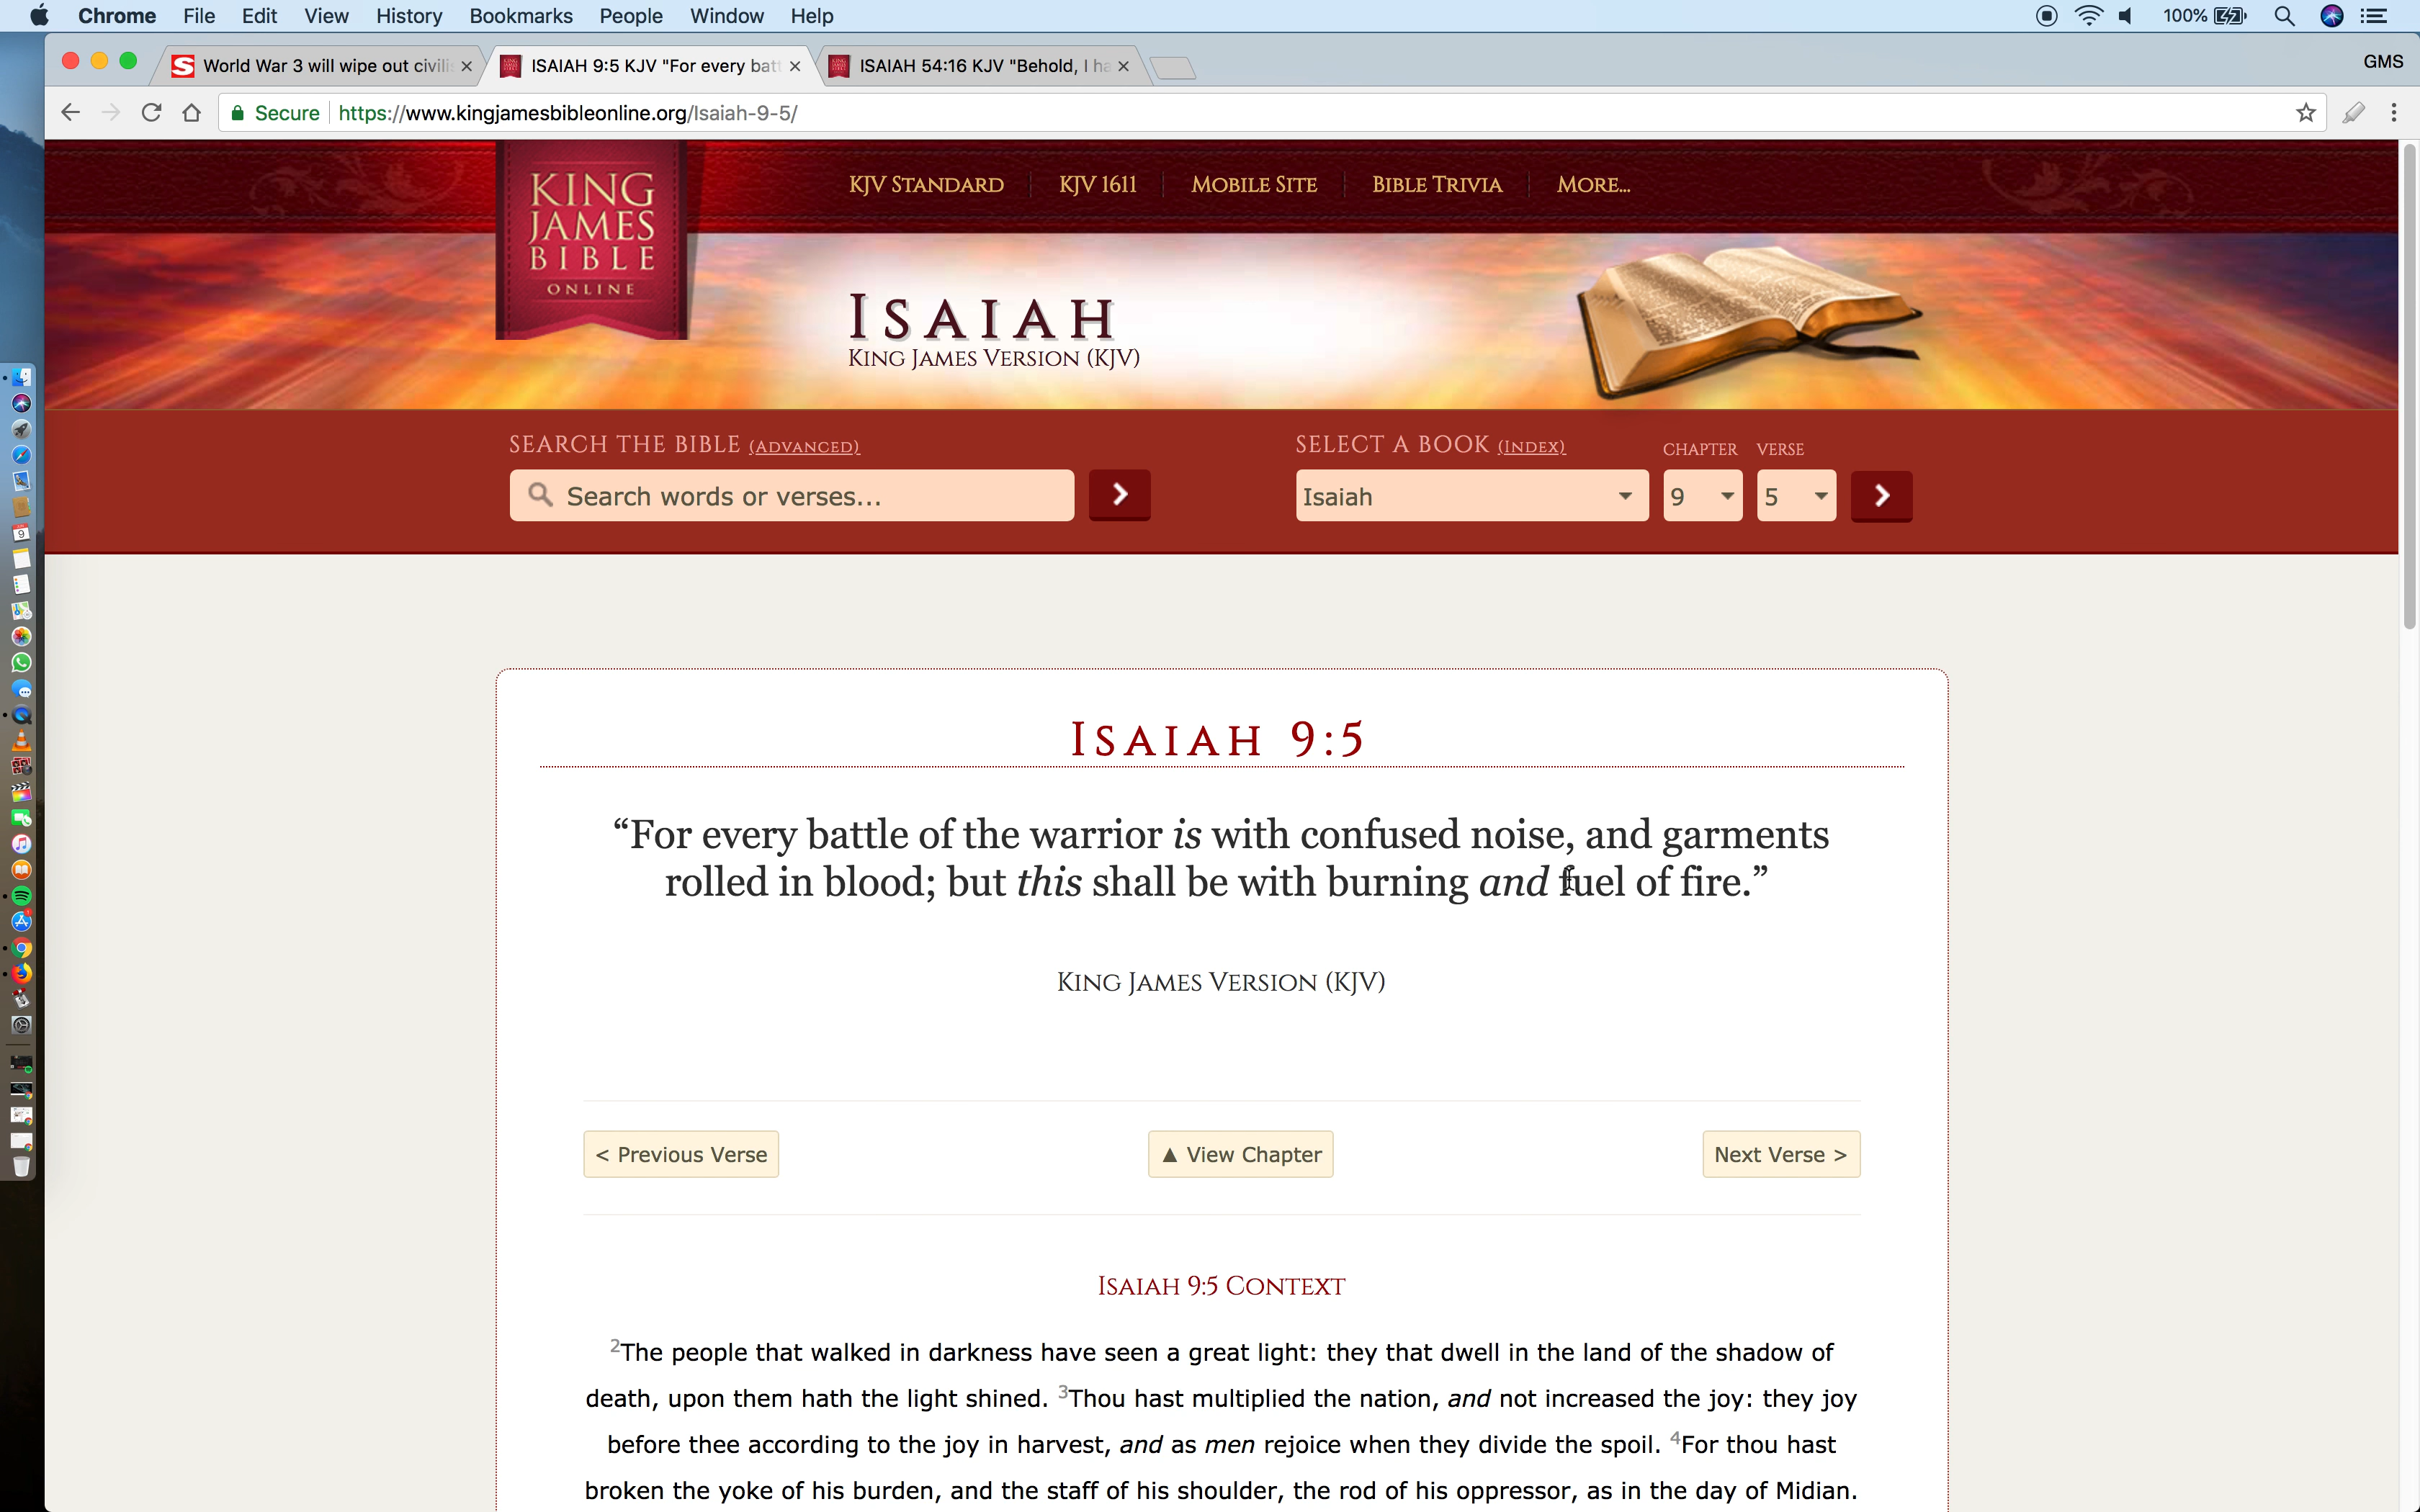 Chrome File Edit View History Bookmarks People Window Help 100%
World War 3 will wipe out civilis
ISAIAH 9:5 KJV "For every batt
ISAIAH 54:16 KJV "Behold, I ha
GMS
Secure https://www.kingjamesbibleonline.org/Isaiah-9-5/
KING
JAMES
BIBLE
ONLINE
KJV STANDARD KJV 1611 MOBILE SITE BIBLE TRIVIA MORE...
ISAIAH
KING JAMES VERSION (KJV)
SEARCH THE BIBLE (ADVANCED)
Search words or verses...
SELECT A BOOK (INDEX) CHAPTER VERSE
Isaiah 9 5
9
ISAIAH 9:5
“For every battle of the warrior is with confused noise, and garments
rolled in blood; but this shall be with burning and fuel of fire.”
KING JAMES VERSION (KJV)
< Previous Verse ▲ View Chapter Next Verse >
ISAIAH 9:5 CONTEXT
2The people that walked in darkness have seen a great light: they that dwell in the land of the shadow of
death, upon them hath the light shined. 3Thou hast multiplied the nation, and not increased the joy: they joy
before thee according to the joy in harvest, and as men rejoice when they divide the spoil. 4For thou hast
broken the yoke of his burden, and the staff of his shoulder, the rod of his oppressor, as in the day of Midian.